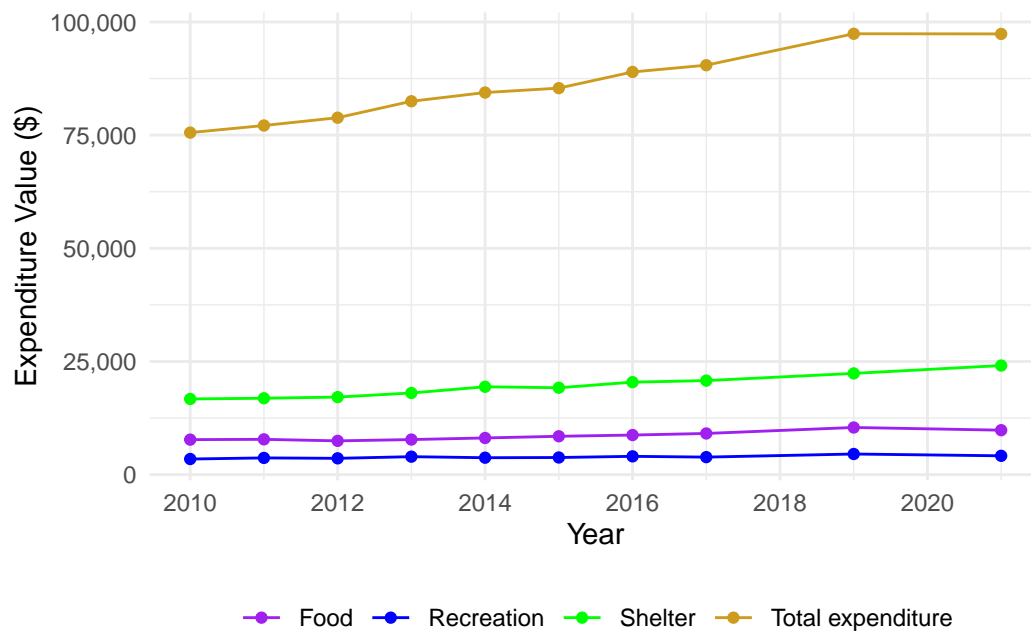 100,000
75,000
50,000
25,000
0
Expenditure Value ($)
2010 2012 2014 2016 2018 2020
Year
Food Recreation Shelter Total expenditure